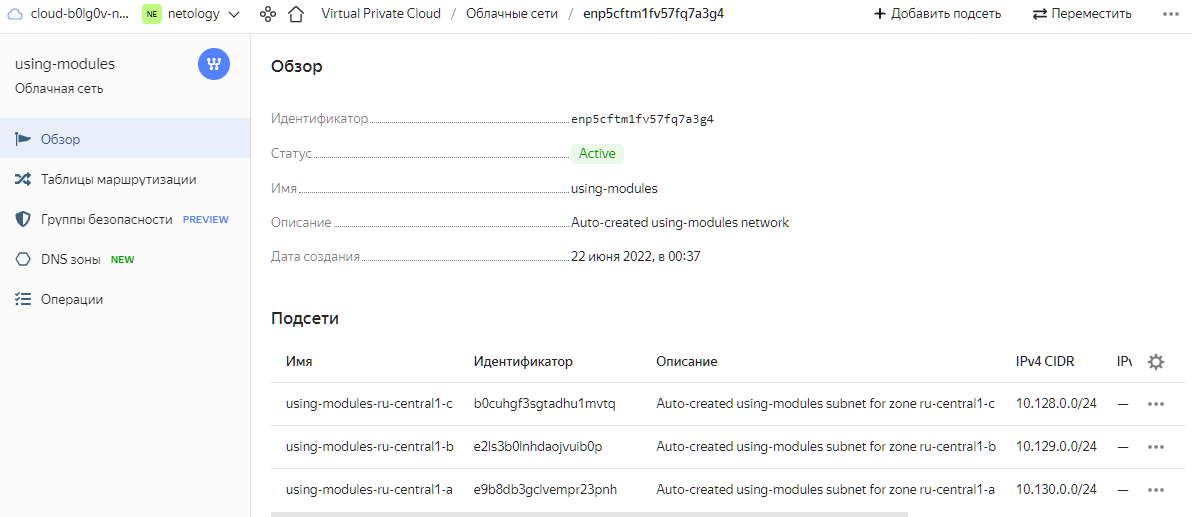 cloud-b0lg0v-n... NE netology Virtual Private Cloud / Облачные сети / enp5cftm1fv57fq7a3g4 + Добавить подсеть Переместить ...
using-modules
Облачная сеть
Обзор
Таблицы маршрутизации
Группы безопасности PREVIEW
DNS зоны NEW
Операции
Обзор
Идентификатор enp5cftm1fv57fq7a3g4
Статус Active
Имя using-modules
Описание Auto-created using-modules network
Дата создания 22 июня 2022, в 00:37
Подсети
Имя Идентификатор Описание IPv4 CIDR IPv
using-modules-ru-central1-c b0cuhgf3sgtadhu1mvtq Auto-created using-modules subnet for zone ru-central1-c 10.128.0.0/24 — ...
using-modules-ru-central1-b e2ls3b0lnhdaojvuib0p Auto-created using-modules subnet for zone ru-central1-b 10.129.0.0/24 — ...
using-modules-ru-central1-a e9b8db3gclvempr23pnh Auto-created using-modules subnet for zone ru-central1-a 10.130.0.0/24 — ...